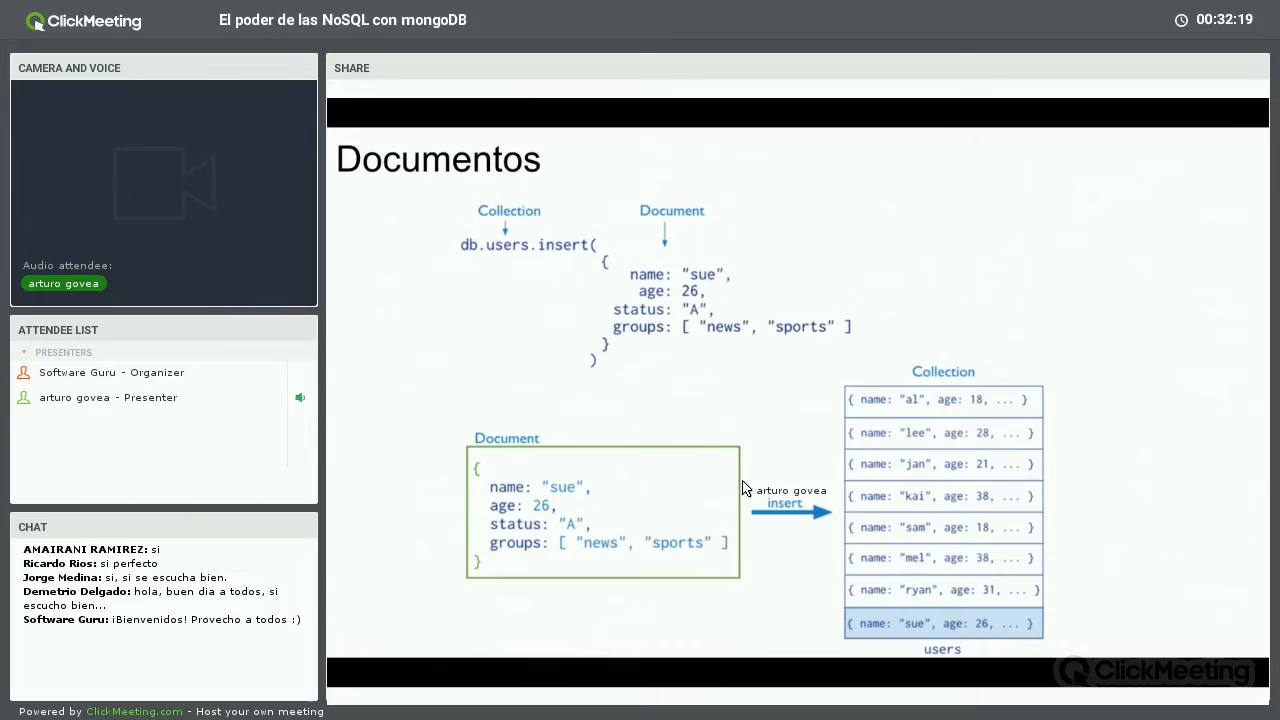 ClickMeeting
El poder de las NoSQL con mongoDB
00:32:19
CAMERA AND VOICE
Audio attendee:
arturo govea
ATTENDEE LIST
PRESENTERS
Software Guru - Organizer
arturo govea - Presenter
CHAT
AMAIRANI RAMIREZ: si
Ricardo Rios: si perfecto
Jorge Medina: si, si se escucha bien.
Demetrio Delgado: hola, buen dia a todos, si
escucho bien...
Software Guru: ¡Bienvenidos! Provecho a todos :)
SHARE
Documentos
Collection
Document
db.users.insert(
{
name: "sue",
age: 26,
status: "A",
groups: [ "news", "sports" ]
}
)
Document
{
name: "sue",
age: 26,
status: "A",
groups: [ "news", "sports" ]
}
arturo govea
insert
Collection
{ name: "al", age: 18, ... }
{ name: "lee", age: 28, ... }
{ name: "jan", age: 21, ... }
{ name: "kai", age: 38, ... }
{ name: "sam", age: 18, ... }
{ name: "mel", age: 38, ... }
{ name: "ryan", age: 31, ... }
{ name: "sue", age: 26, ... }
users
ClickMeeting
Powered by ClickMeeting.com - Host your own meeting